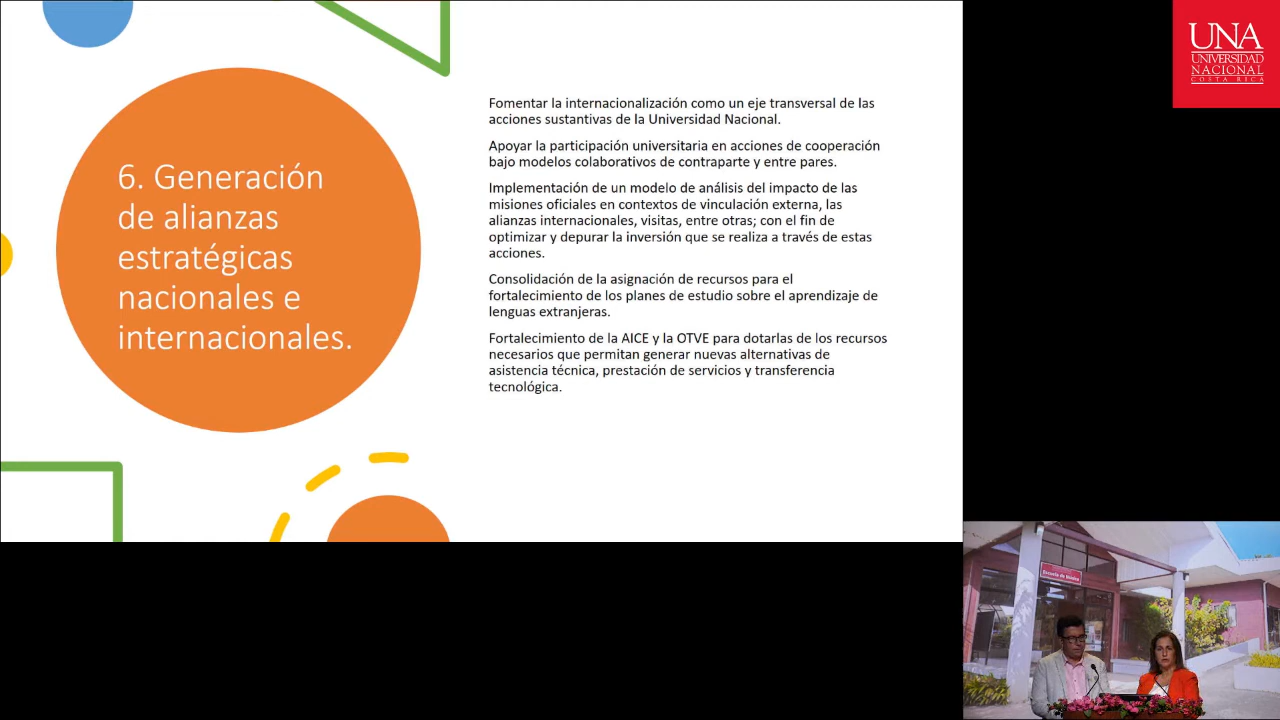 6. Generación
de alianzas
estratégicas
nacionales e
internacionales.
Fomentar la internacionalización como un eje transversal de las
acciones sustantivas de la Universidad Nacional.
Apoyar la participación universitaria en acciones de cooperación
bajo modelos colaborativos de contraparte y entre pares.
Implementación de un modelo de análisis del impacto de las
misiones oficiales en contextos de vinculación externa, las
alianzas internacionales, visitas, entre otras; con el fin de
optimizar y depurar la inversión que se realiza a través de estas
acciones.
Consolidación de la asignación de recursos para el
fortalecimiento de los planes de estudio sobre el aprendizaje de
lenguas extranjeras.
Fortalecimiento de la AICE y la OTVE para dotarlas de los recursos
necesarios que permitan generar nuevas alternativas de
asistencia técnica, prestación de servicios y transferencia
tecnológica.
UNA
UNIVERSIDAD
NACIONAL
COSTA RICA
Escuela de Música